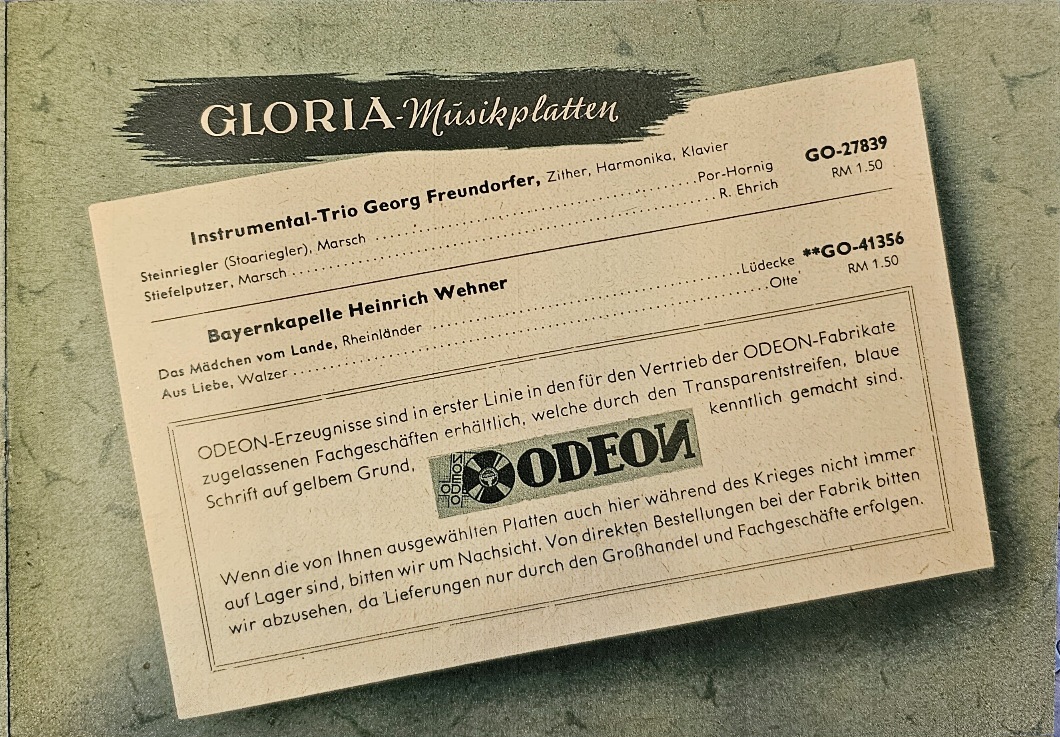 GLORIA-Musikplatten
Instrumental-Trio Georg Freundorfer, Zither, Harmonika, Klavier GO-27839
Steinriegler (Stoariegler), Marsch ..........Por-Hornig RM 1.50
Stiefelputzer, Marsch ..........R. Ehrich
Bayernkapelle Heinrich Wehner **GO-41356
Das Mädchen vom Lande, Rheinländer ..........Lüdecke RM 1.50
Aus Liebe, Walzer ..........Otte
ODEON-Erzeugnisse sind in erster Linie in den für den Vertrieb der ODEON-Fabrikate
zugelassenen Fachgeschäften erhältlich, welche durch den Transparentstreifen, blaue
Schrift auf gelbem Grund, ODEON kenntlich gemacht sind.
Wenn die von Ihnen ausgewählten Platten auch hier während des Krieges nicht immer
auf Lager sind, bitten wir um Nachsicht. Von direkten Bestellungen bei der Fabrik bitten
wir abzusehen, da Lieferungen nur durch den Großhandel und Fachgeschäfte erfolgen.